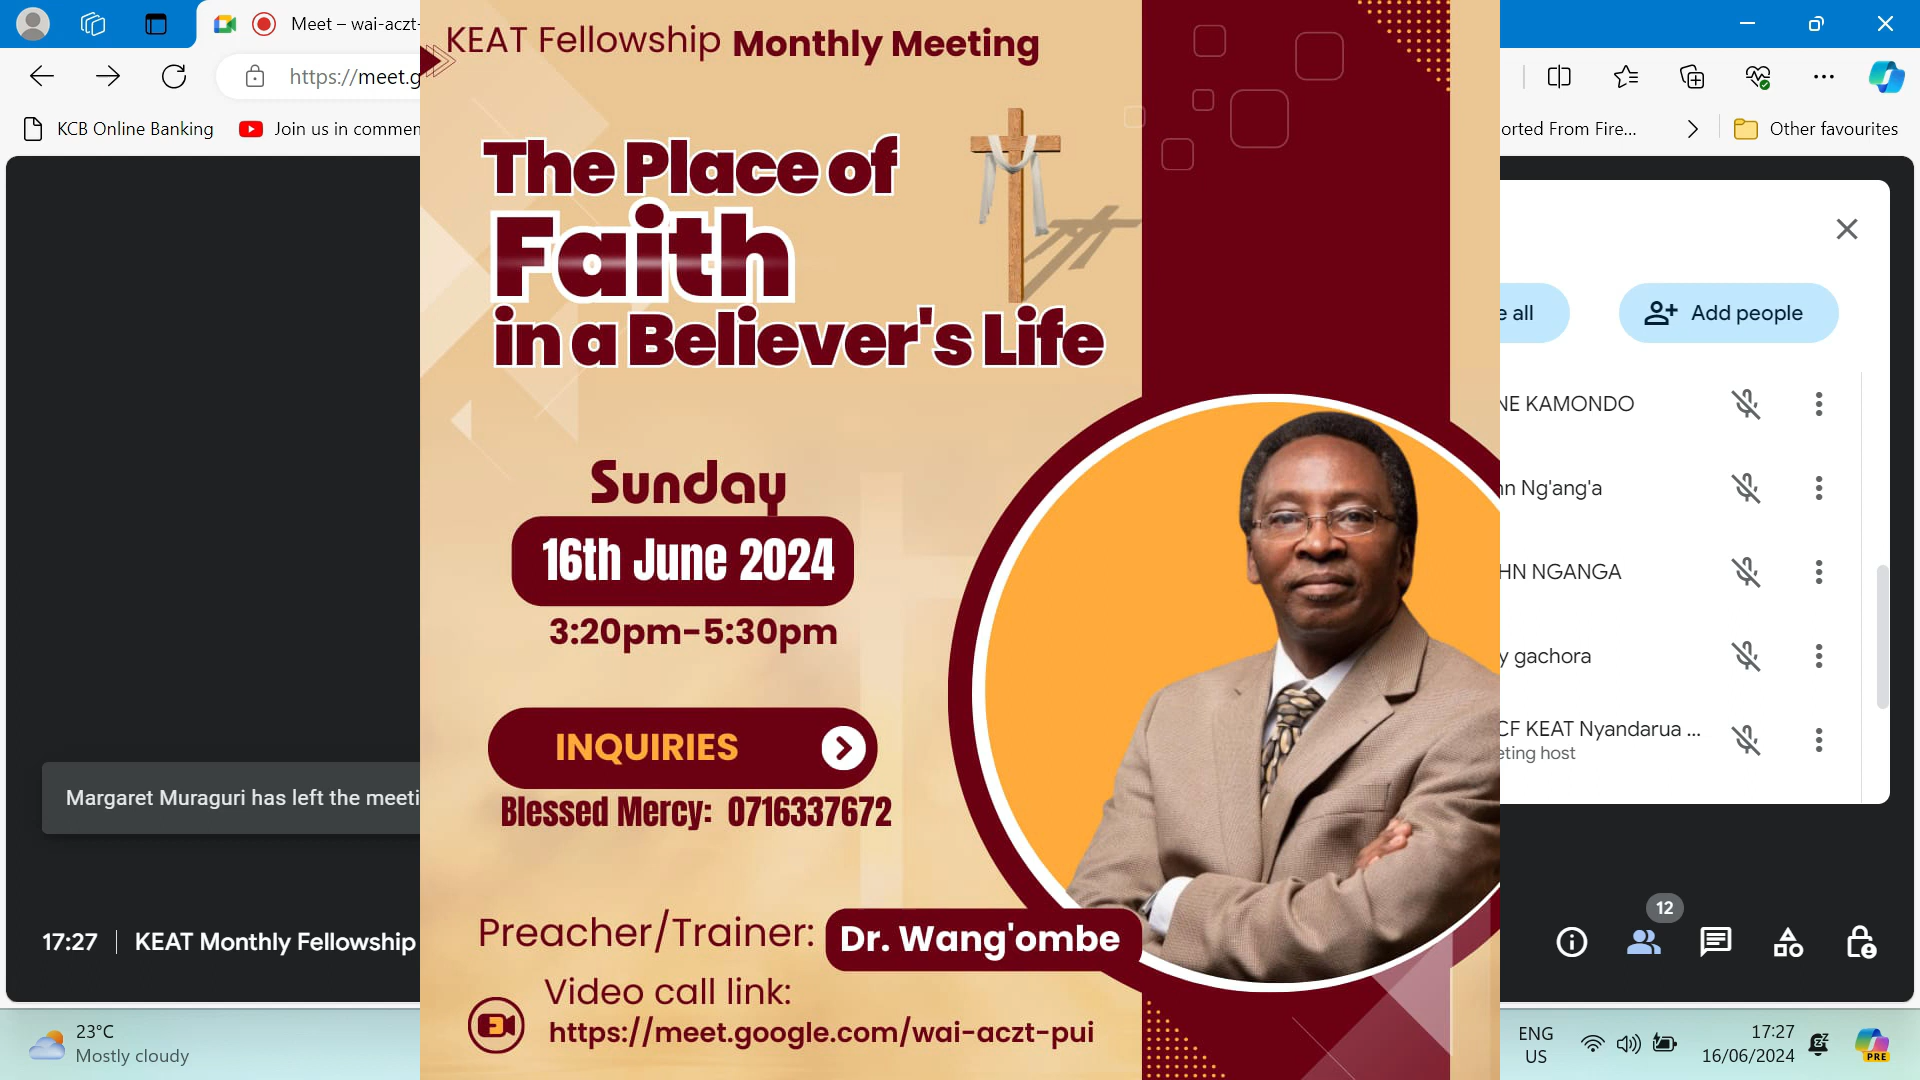 Meet – wai-aczt-
https://meet.g
KCB Online Banking
Join us in commen
orted From Fire...
Other favourites
KEAT Fellowship Monthly Meeting
The Place of
Faith
in a Believer's Life
Sunday
16th June 2024
3:20pm-5:30pm
INQUIRIES
Blessed Mercy: 0716337672
Preacher/Trainer: Dr. Wang'ombe
Video call link:
https://meet.google.com/wai-aczt-pui
e all
Add people
NE KAMONDO
hn Ng'ang'a
HN NGANGA
y gachora
CF KEAT Nyandarua ...
eting host
Margaret Muraguri has left the meeti
17:27
KEAT Monthly Fellowship
12
23°C
Mostly cloudy
ENG
US
17:27
16/06/2024
PRE